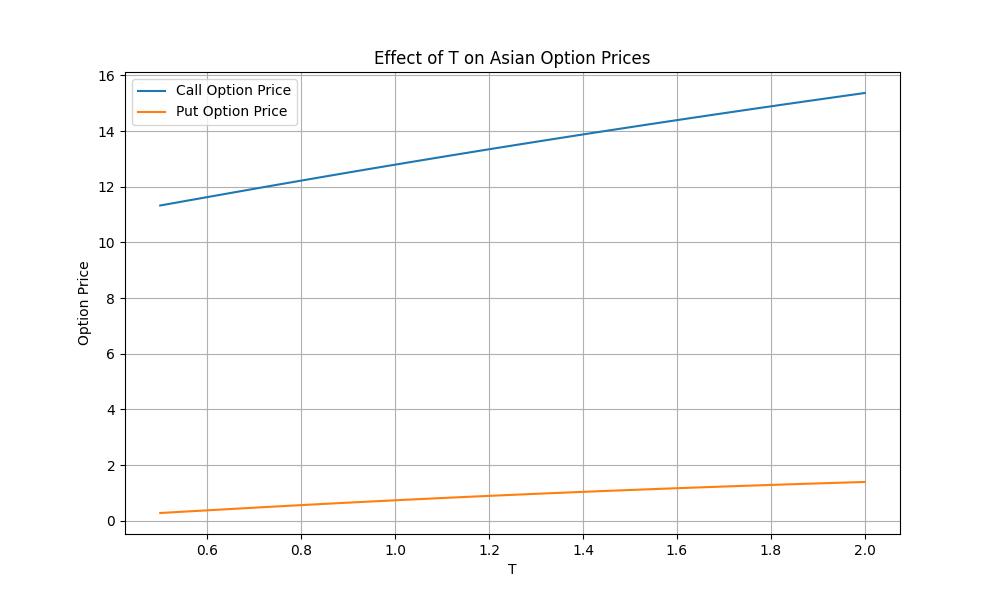 Effect of T on Asian Option Prices
Call Option Price
Put Option Price
Option Price
16
14
12
10
8
6
4
2
0
0.6 0.8 1.0 1.2 1.4 1.6 1.8 2.0
T